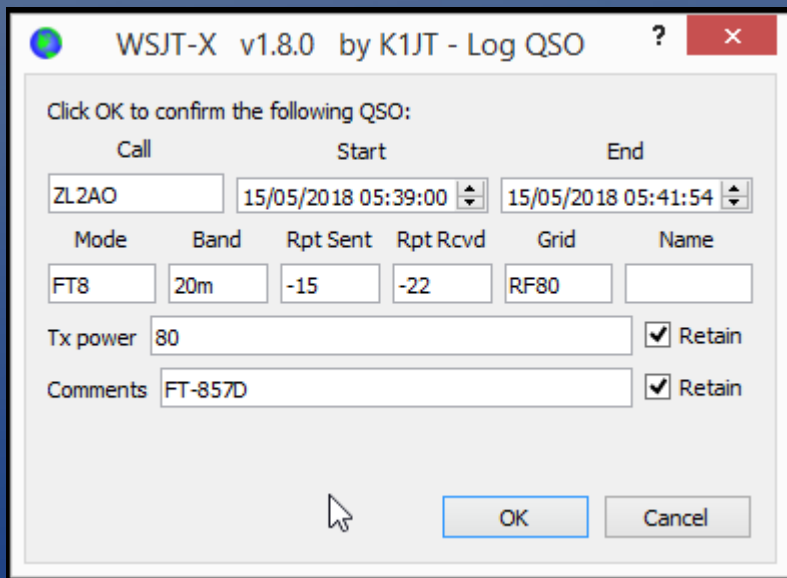 WSJT-X v1.8.0 by K1JT - Log QSO ? ×
Click OK to confirm the following QSO:
Call Start End
ZL2AO 15/05/2018 05:39:00 15/05/2018 05:41:54
Mode Band Rpt Sent Rpt Rcvd Grid Name
FT8 20m -15 -22 RF80
Tx power 80 Retain
Comments FT-857D Retain
OK Cancel